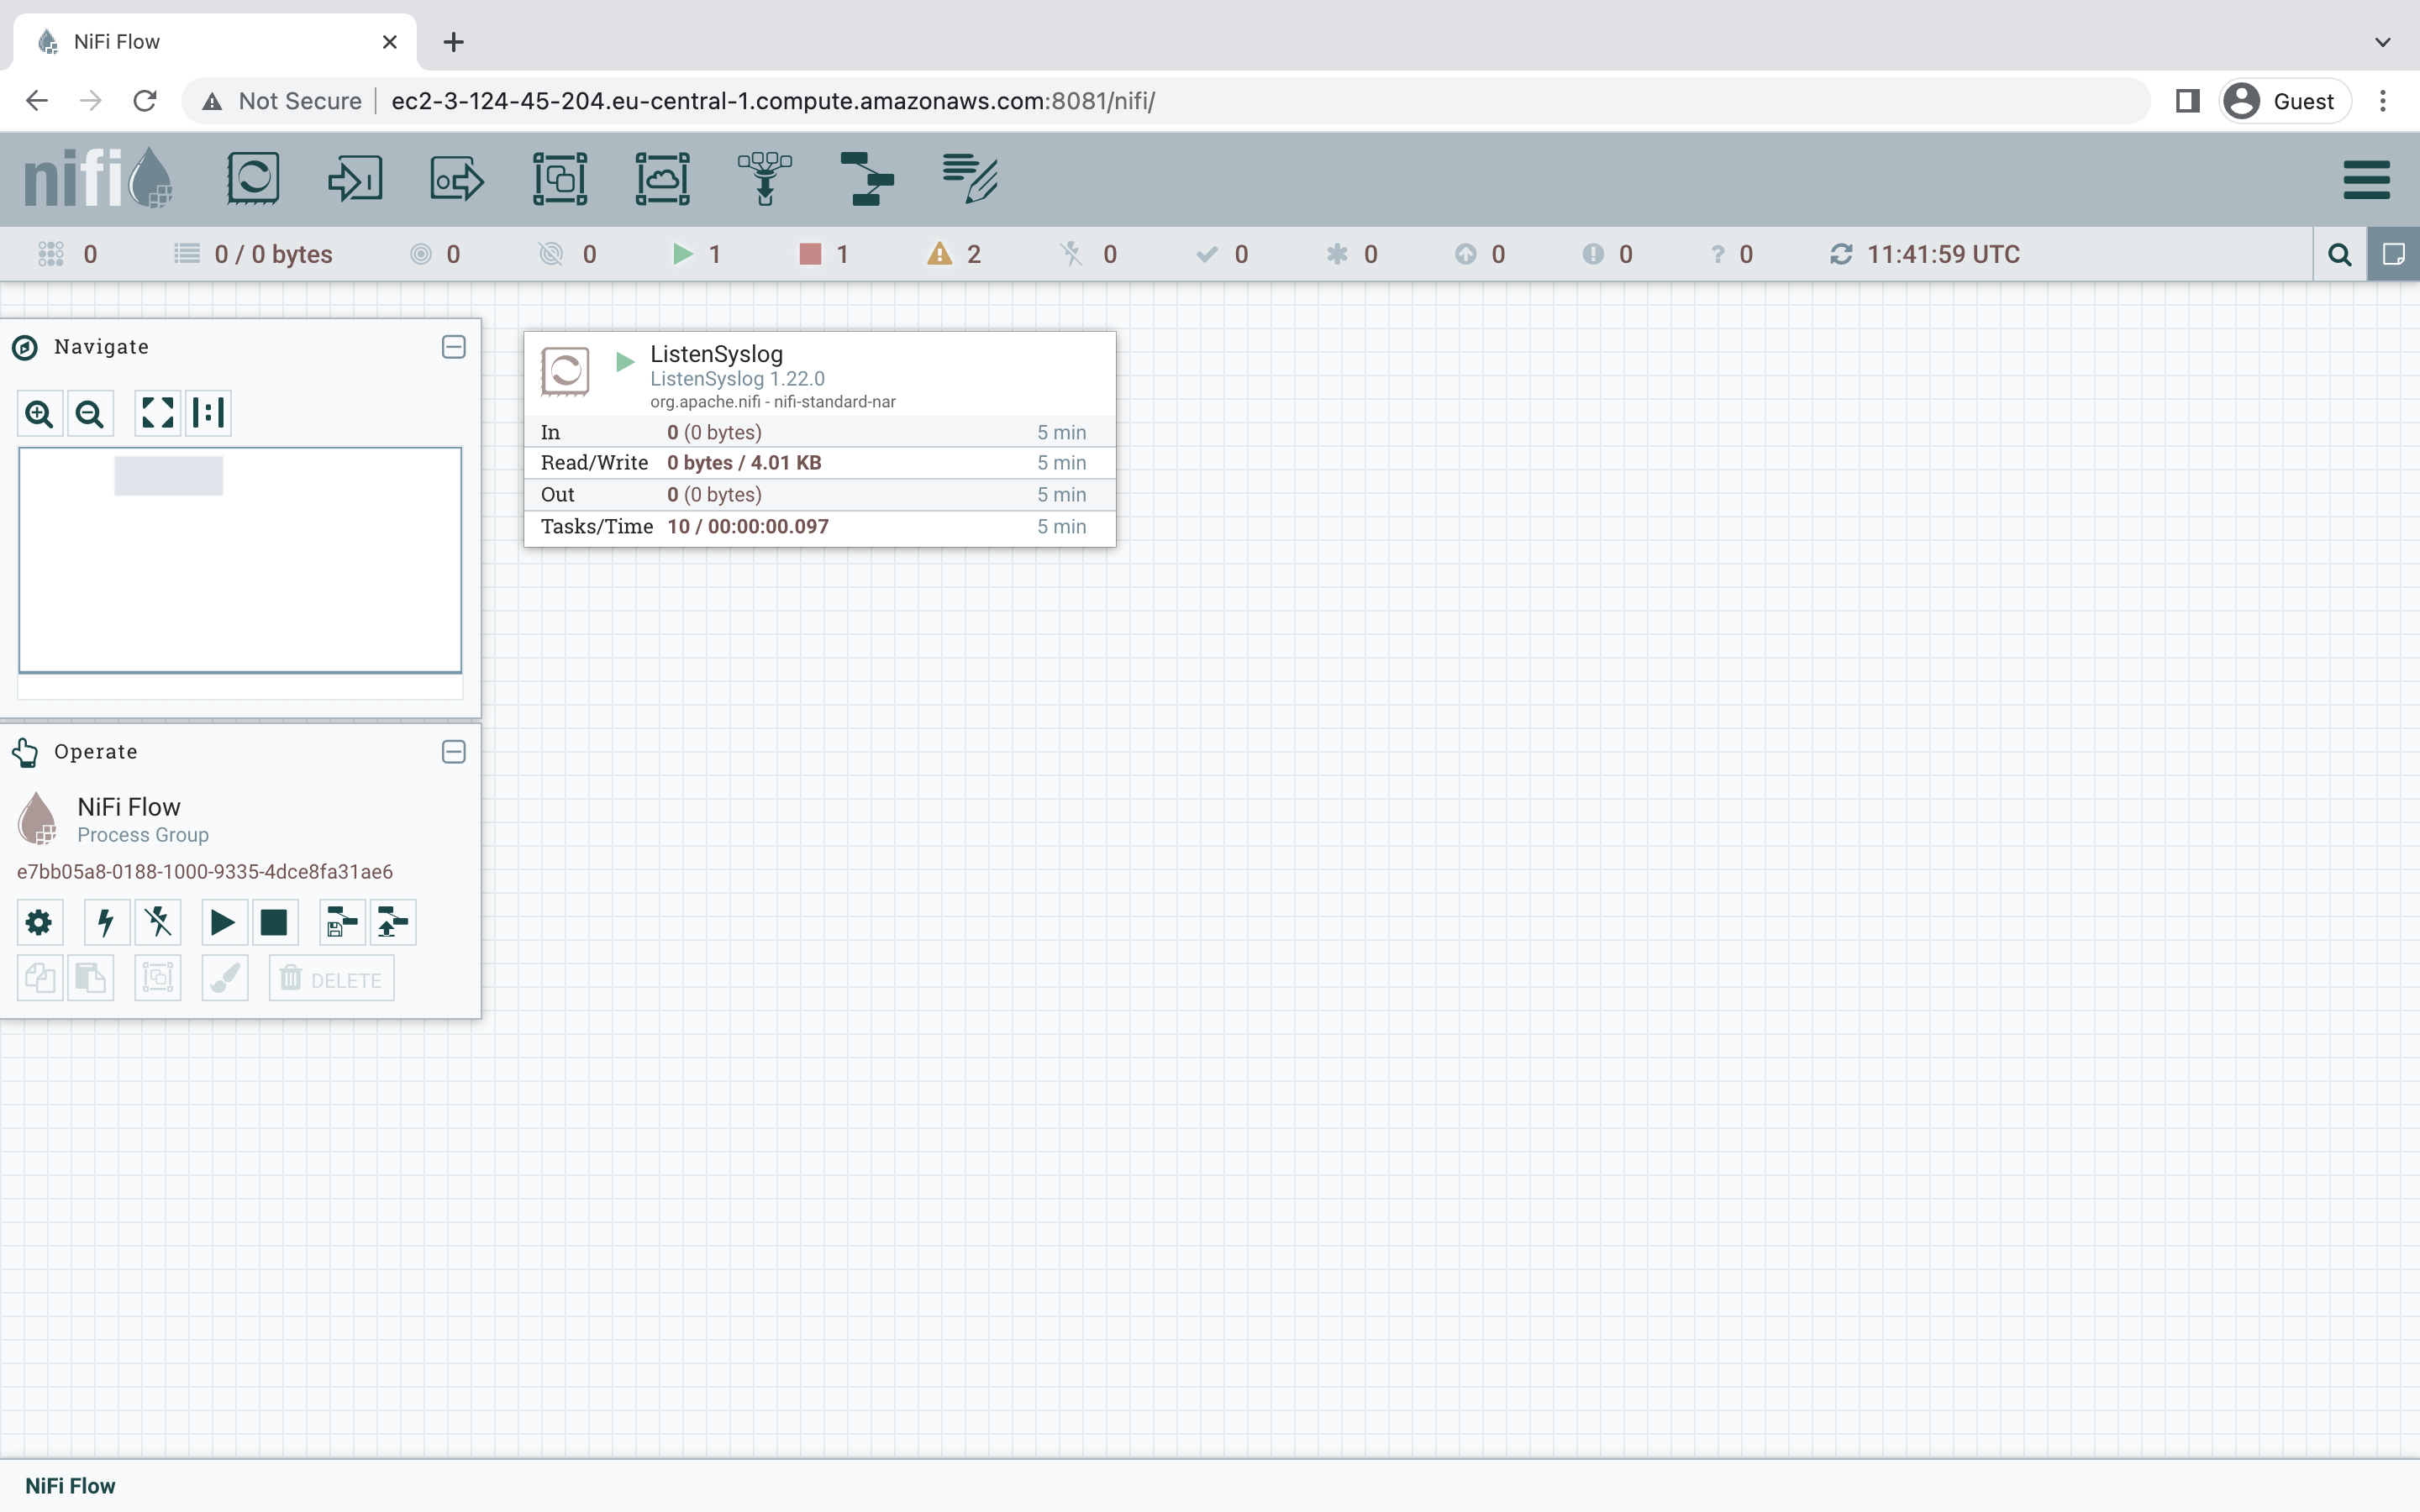 NiFi Flow
Not Secure ec2-3-124-45-204.eu-central-1.compute.amazonaws.com:8081/nifi/ Guest
nifi
0 0 / 0 bytes 0 0 1 1 2 0 0 0 0 0 ? 0 11:41:59 UTC
Navigate
ListenSyslog
ListenSyslog 1.22.0
org.apache.nifi - nifi-standard-nar
In 0 (0 bytes) 5 min
Read/Write 0 bytes / 4.01 KB 5 min
Out 0 (0 bytes) 5 min
Tasks/Time 10 / 00:00:00.097 5 min
Operate
NiFi Flow
Process Group
e7bb05a8-0188-1000-9335-4dce8fa31ae6
DELETE
NiFi Flow